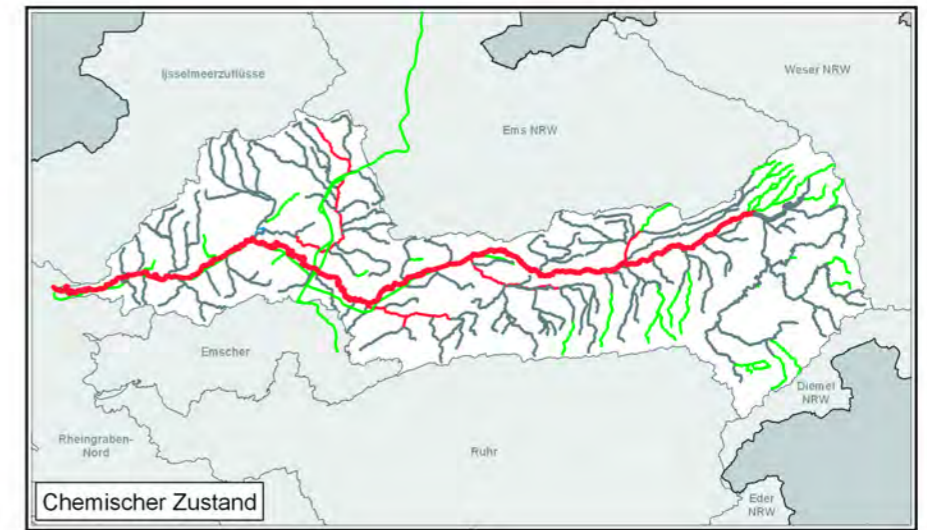 Ijsselmeerzuflüsse
Weser NRW
Ems NRW
Emscher
Diemel
NRW
Rheingraben-
Nord
Ruhr
Eder
NRW
Chemischer Zustand